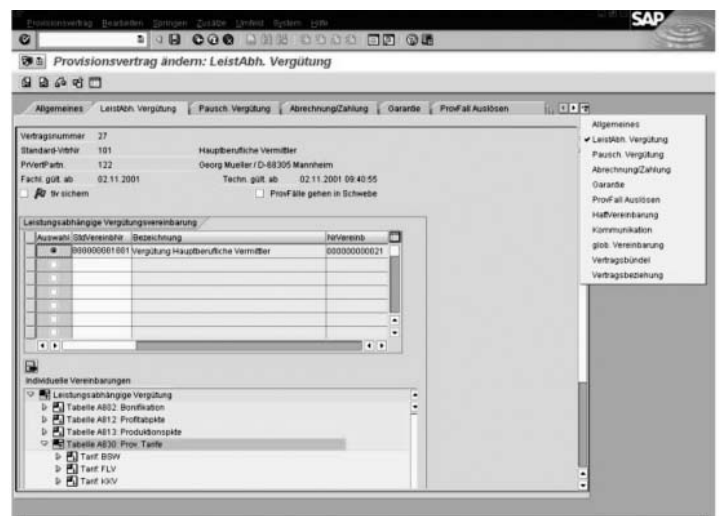 Provisionsvertrag Bearbeiten Springen Zusätze Umfeld System Hilfe
SAP
Provisionsvertrag ändern: LeistAbh. Vergütung
Allgemeines LeistAbh. Vergütung Pausch. Vergütung Abrechnung/Zahlung Garantie ProvFall Auslösen
Allgemeines
LeistAbh. Vergütung
Pausch. Vergütung
Abrechnung/Zahlung
Garantie
ProvFall Auslösen
HaftVereinbarung
Kommunikation
glob. Vereinbarung
Vertragsbündel
Vertragsbeziehung
Vertragsnummer 27
Standard-VrtrNr 101 Hauptberufliche Vermittler
PrVertPartn. 122 Georg Mueller / D-68305 Mannheim
Fachl. gült. ab 02.11.2001 Techn. gült. ab 02.11.2001 09:40:55
sichern ProvFälle gehen in Schwebe
Leistungsabhängige Vergütungsvereinbarung
Auswahl StdVereinbNr Bezeichnung NrVereinb
000000001001 Vergütung Hauptberufliche Vermittler 000000000021
Individuelle Vereinbarungen
Leistungsabhängige Vergütung
Tabelle A802: Bonifikation
Tabelle A812: Profitabpkte
Tabelle A813: Produktionspkte
Tabelle A830: Prov. Tarife
Tarif: BSW
Tarif: FLV
Tarif: KKV